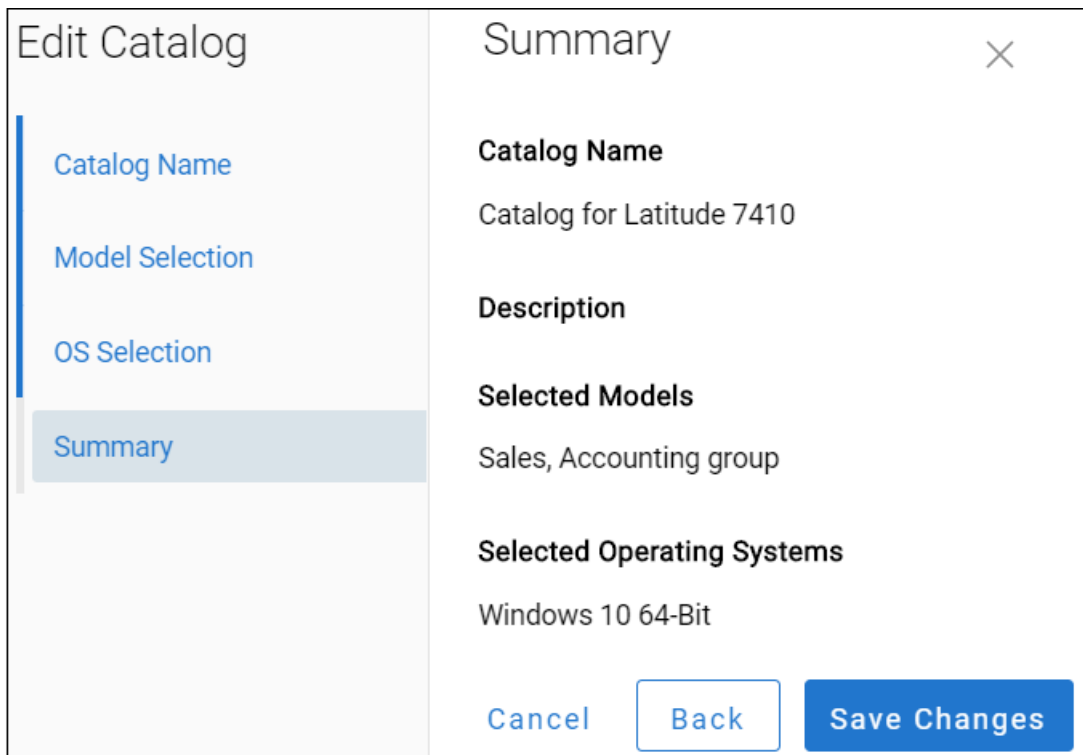 Edit Catalog
Catalog Name
Model Selection
OS Selection
Summary
Summary
Catalog Name
Catalog for Latitude 7410
Description
Selected Models
Sales, Accounting group
Selected Operating Systems
Windows 10 64-Bit
Cancel
Back
Save Changes